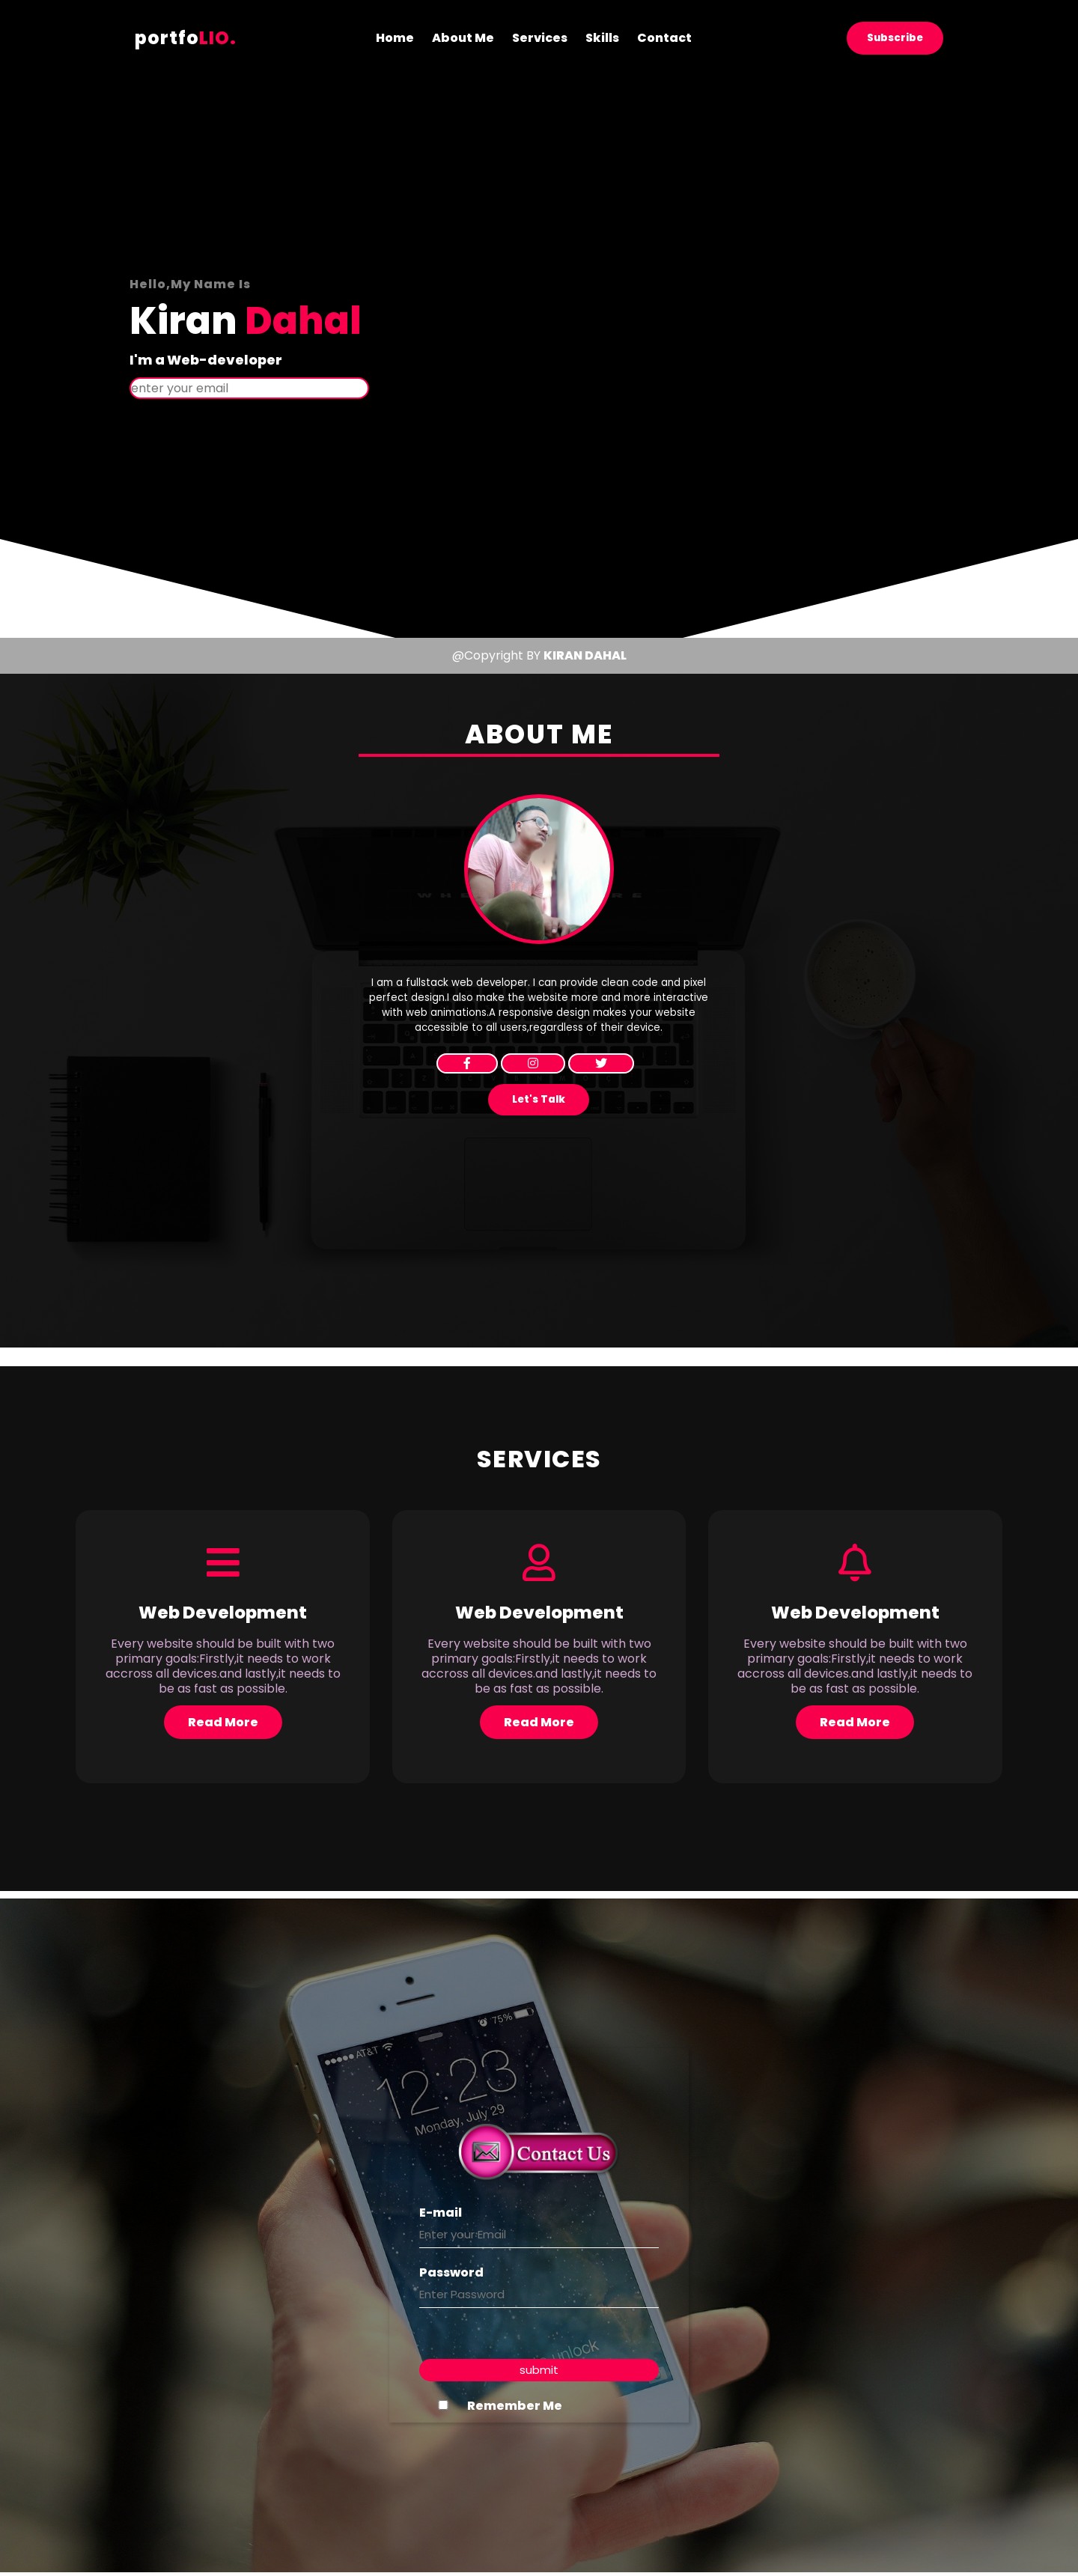 portfoLIO.
Home About Me Services Skills Contact
Subscribe
Hello,My Name Is
Kiran Dahal
I'm a Web-developer
enter your email
@Copyright BY KIRAN DAHAL
ABOUT ME
I am a fullstack web developer. I can provide clean code and pixel
perfect design.I also make the website more and more interactive
with web animations.A responsive design makes your website
accessible to all users,regardless of their device.
Let's Talk
SERVICES
Web Development
Every website should be built with two
primary goals:Firstly,it needs to work
accross all devices.and lastly,it needs to
be as fast as possible.
Read More
Web Development
Every website should be built with two
primary goals:Firstly,it needs to work
accross all devices.and lastly,it needs to
be as fast as possible.
Read More
Web Development
Every website should be built with two
primary goals:Firstly,it needs to work
accross all devices.and lastly,it needs to
be as fast as possible.
Read More
AT&T 75%
12:23
Monday, July 29
Contact Us
E-mail
Enter your Email
Password
Enter Password
unlock
submit
Remember Me